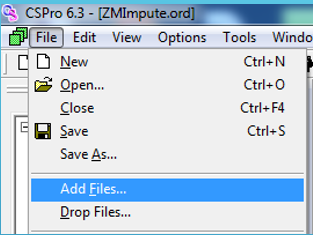 CSPro 6.3 - [ZMImpute.ord]
File Edit View Options Tools Windo
New Ctrl+N
Open... Ctrl+O
Close Ctrl+F4
Save Ctrl+S
Save As...
Add Files...
Drop Files...